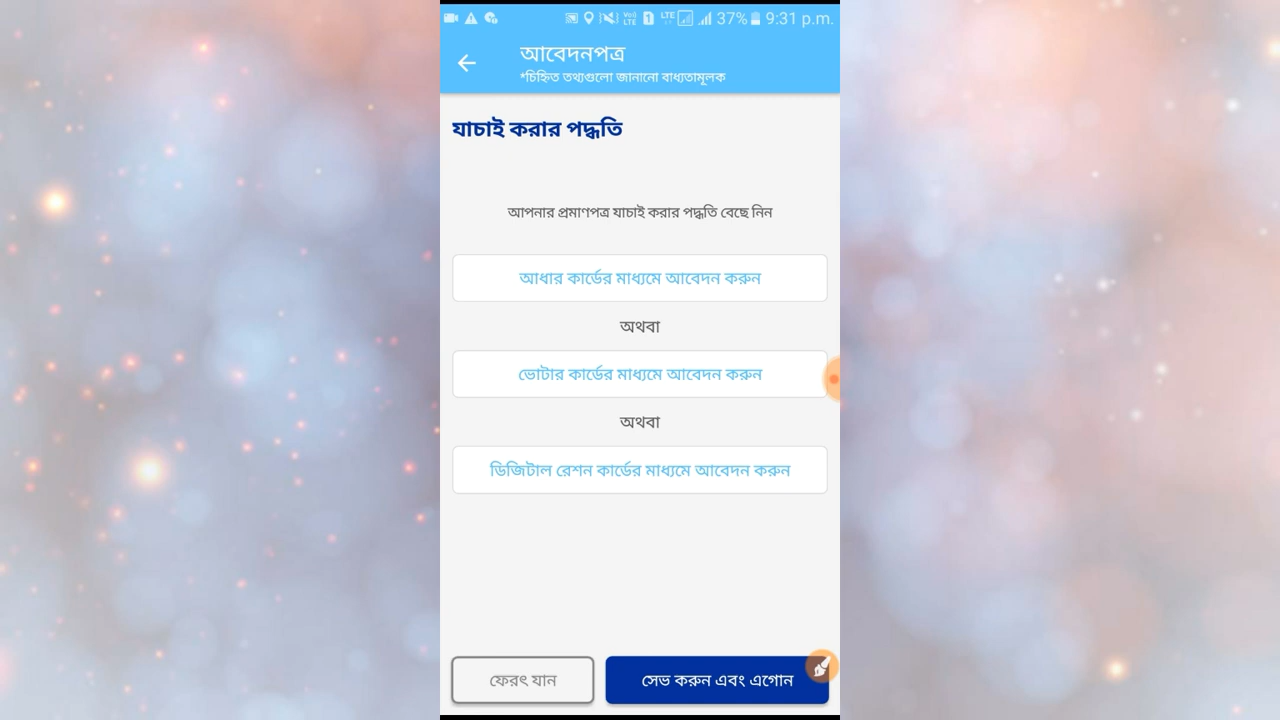 LTE 37% 9:31 p.m.
আবেদনপত্র
*চিহ্নিত তথ্যগুলো জানানো বাধ্যতামূলক
যাচাই করার পদ্ধতি
আপনার প্রমাণপত্র যাচাই করার পদ্ধতি বেছে নিন
আধার কার্ডের মাধ্যমে আবেদন করুন
অথবা
ভোটার কার্ডের মাধ্যমে আবেদন করুন
অথবা
ডিজিটাল রেশন কার্ডের মাধ্যমে আবেদন করুন
ফেরৎ যান
সেভ করুন এবং এগোন